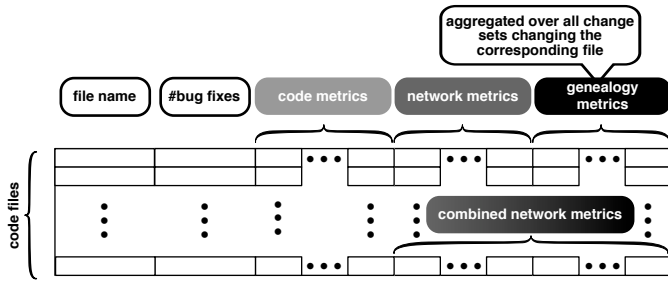 aggregated over all change
sets changing the
corresponding file
file name
#bug fixes
code metrics
network metrics
genealogy
metrics
code files
combined network metrics